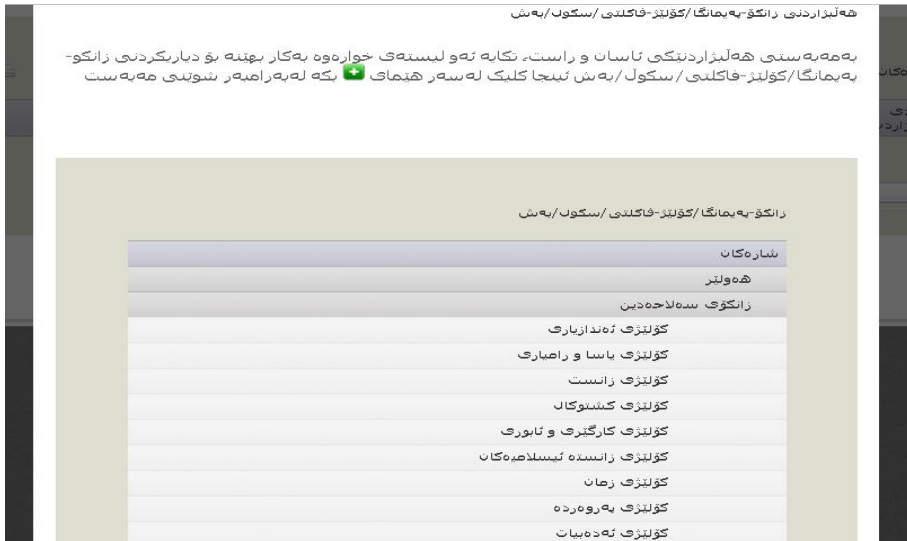 هەڵبژاردنی زانکۆ-پەیمانگا/کۆلێژ-فاکلتی/سکوڵ/بەش
بەمەبەستی هەڵبژاردنێکی ئاسان و راست، تکایە ئەو لیستەی خوارەوە بەکار بهێنە بۆ دیاریکردنی زانکۆ-
پەیمانگا/کۆلێژ-فاکلتی/سکوڵ/بەش ئینجا کلیک لەسەر هێمای بکە لەبەرامبەر شوێنی مەبەست
زانکۆ-پەیمانگا/کۆلێژ-فاکلتی/سکوڵ/بەش
شارەکان
هەولێر
زانکۆی سەلاحەدین
کۆلێژی ئەندازیاری
کۆلێژی یاسا و رامیاری
کۆلێژی زانست
کۆلێژی کشتوکاڵ
کۆلێژی کارگێری و ئابوری
کۆلێژی زانستە ئیسلامیەکان
کۆلێژی زمان
کۆلێژی پەروەردە
کۆلێژی ئەدەبیات